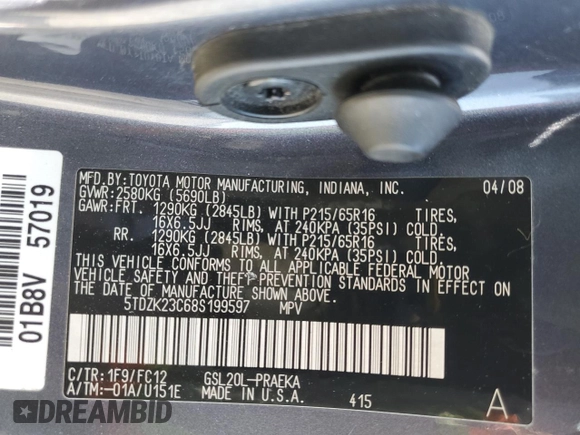 MFD.BY:TOYOTA MOTOR MANUFACTURING, INDIANA, INC. 04/08
GVWR:2580KG (5690LB)
GAWR:FRT. 1290KG (2845LB) WITH P215/65R16 TIRES,
16X6.5JJ RIMS, AT 240KPA (35PSI) COLD.
RR. 1290KG (2845LB) WITH P215/65R16 TIRES,
16X6.5JJ RIMS, AT 240KPA (35PSI) COLD.
THIS VEHICLE CONFORMS TO ALL APPLICABLE FEDERAL MOTOR
VEHICLE SAFETY AND THEFT PREVENTION STANDARDS IN EFFECT ON
THE DATE OF MANUFACTURE SHOWN ABOVE.
5TDZK23C68S199597 MPV
C/TR:1F9/FC12 GSL20L-PRAEKA
A/TM:-01A/U151E MADE IN U.S.A. 415 A
01B8V 57019
DREAMBID.COM